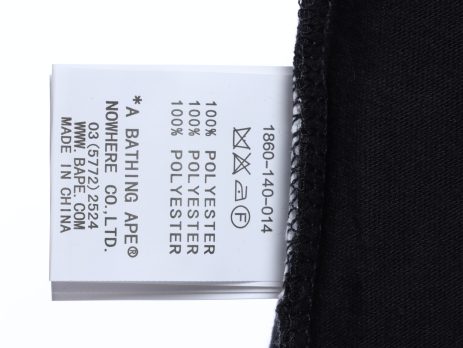 1860-140-014
F
100% POLYESTER
100% POLYESTER
100% POLYESTER
*A BATHING APE®
NOWHERE CO.,LTD.
03(5772)2524
WWW.BAPE.COM
MADE IN CHINA